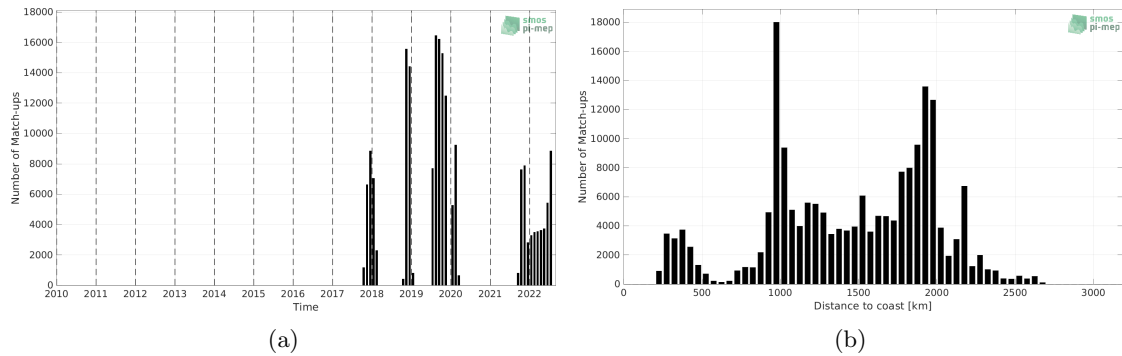 18000
16000
14000
12000
10000
8000
6000
4000
2000
0
Number of Match-ups
2010 2011 2012 2013 2014 2015 2016 2017 2018 2019 2020 2021 2022
Time
smos
pi-mep
(a)
18000
16000
14000
12000
10000
8000
6000
4000
2000
0
Number of Match-ups
0 500 1000 1500 2000 2500 3000
Distance to coast [km]
smos
pi-mep
(b)